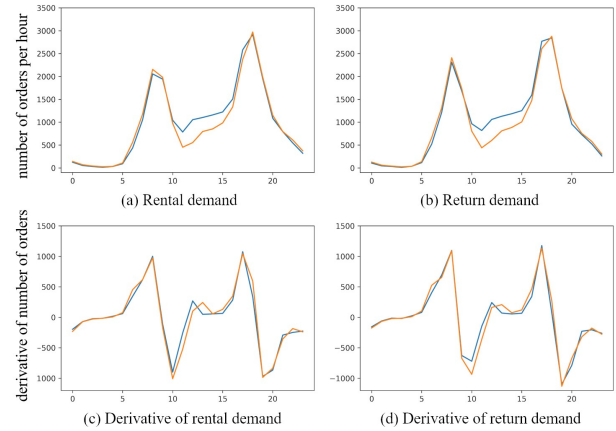 number of orders per hour
3500
3000
2500
2000
1500
1000
500
0
0 5 10 15 20
(a) Rental demand
3500
3000
2500
2000
1500
1000
500
0
0 5 10 15 20
(b) Return demand
derivative of number of orders
1000
500
0
-500
1000
0 5 10 15 20
(c) Derivative of rental demand
1500
1000
500
0
-500
-1000
0 5 10 15 20
(d) Derivative of return demand